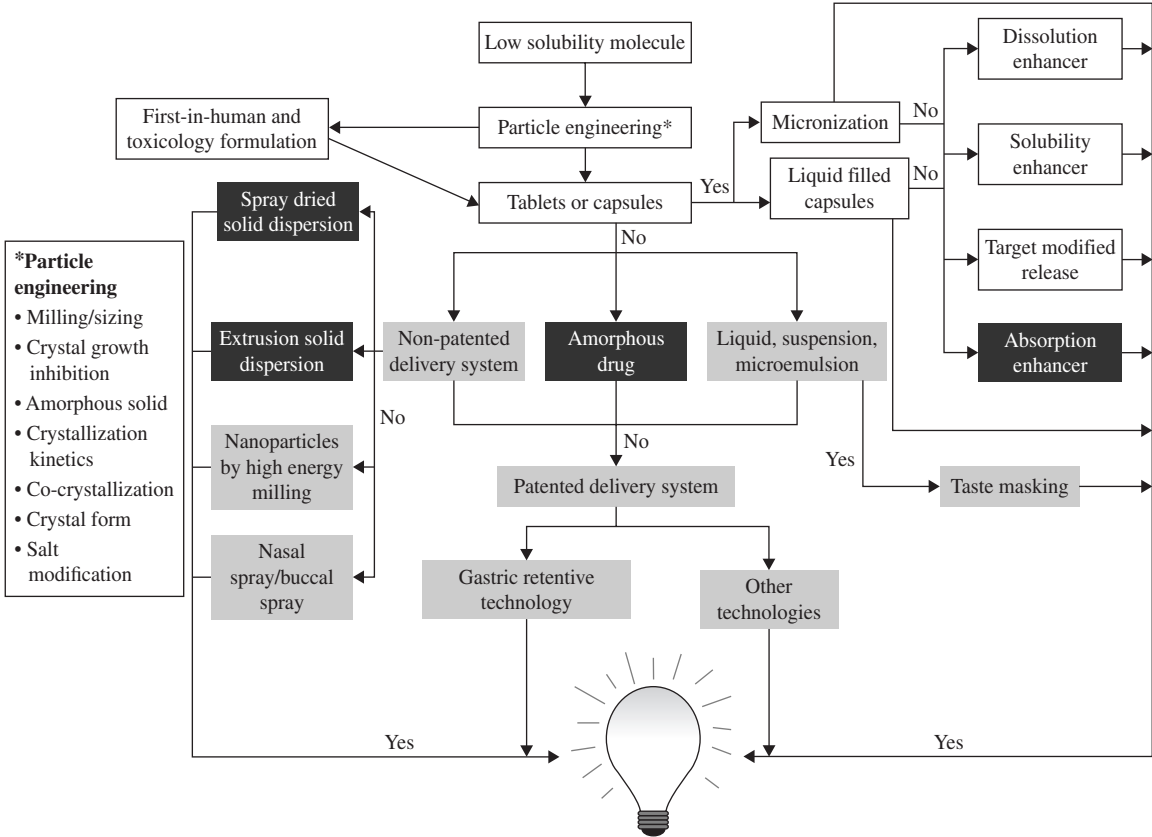 Low solubility molecule
Dissolution
enhancer
First-in-human and
toxicology formulation
Particle engineering*
Micronization
No
Solubility
enhancer
Yes
Tablets or capsules
Liquid filled
capsules
No
Spray dried
solid dispersion
No
Target modified
release
*Particle
engineering
• Milling/sizing
• Crystal growth
inhibition
• Amorphous solid
• Crystallization
kinetics
• Co-crystallization
• Crystal form
• Salt
modification
Extrusion solid
dispersion
Non-patented
delivery system
Amorphous
drug
Liquid, suspension,
microemulsion
Absorption
enhancer
No
Nanoparticles
by high energy
milling
No
Yes
Patented delivery system
Taste masking
Nasal
spray/buccal
spray
Gastric retentive
technology
Other
technologies
Yes
Yes